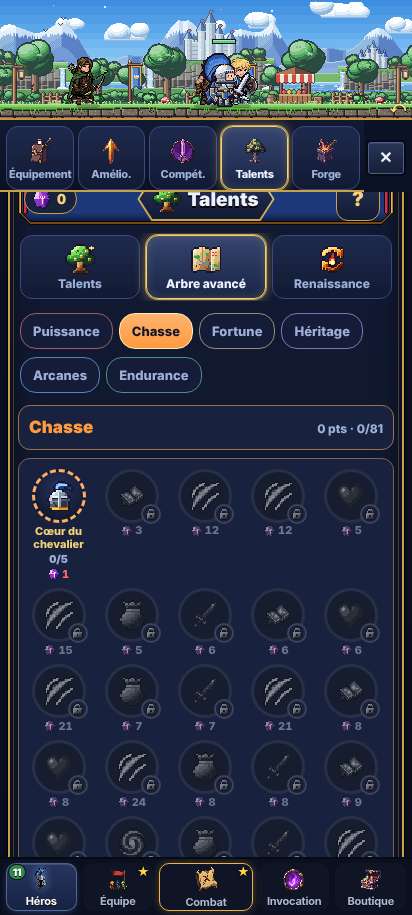 Équipement Amélio. Compét. Talents Forge ×
0 Talents ?
Talents Arbre avancé Renaissance
Puissance Chasse Fortune Héritage
Arcanes Endurance
Chasse 0 pts · 0/81
3 12 12 5
Cœur du
chevalier
0/5
1
15 5 6 6 6
21 7 7 21 8
8 24 8 8 9
11
Héros Équipe Combat Invocation Boutique